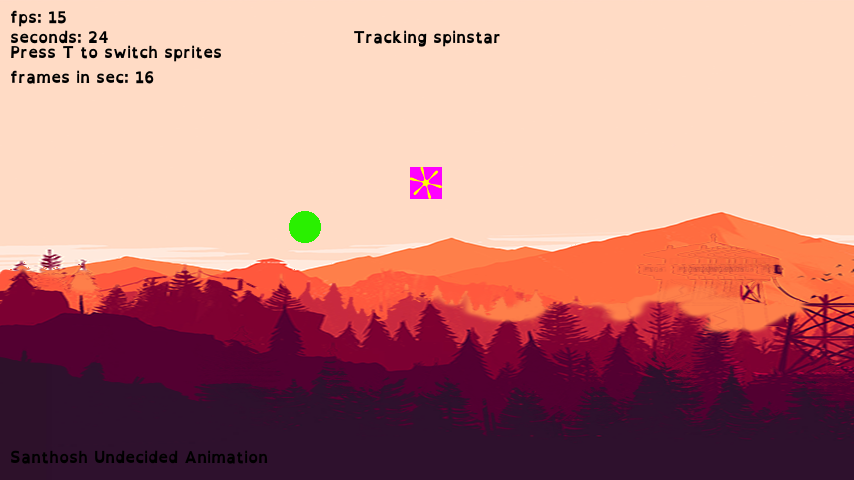 fps: 15
seconds: 24
Press T to switch sprites
frames in sec: 16
Tracking spinstar
Santhosh Undecided Animation